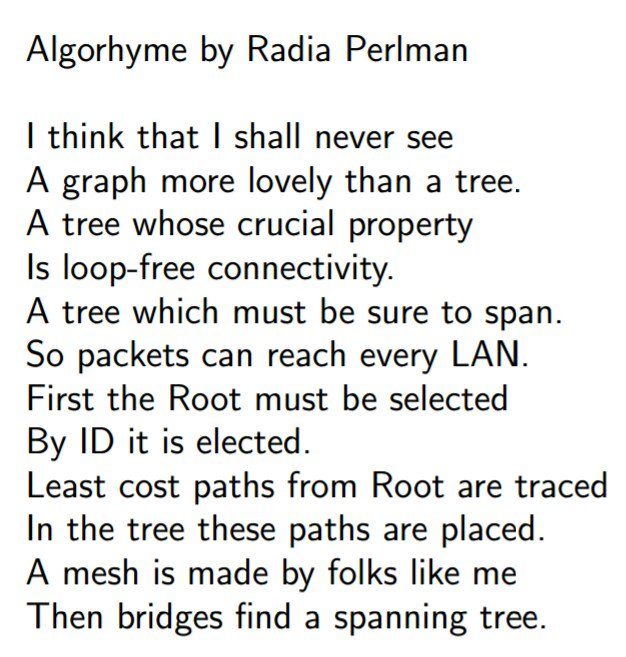 Algorhyme by Radia Perlman
I think that I shall never see
A graph more lovely than a tree.
A tree whose crucial property
Is loop-free connectivity.
A tree which must be sure to span.
So packets can reach every LAN.
First the Root must be selected
By ID it is elected.
Least cost paths from Root are traced
In the tree these paths are placed.
A mesh is made by folks like me
Then bridges find a spanning tree.